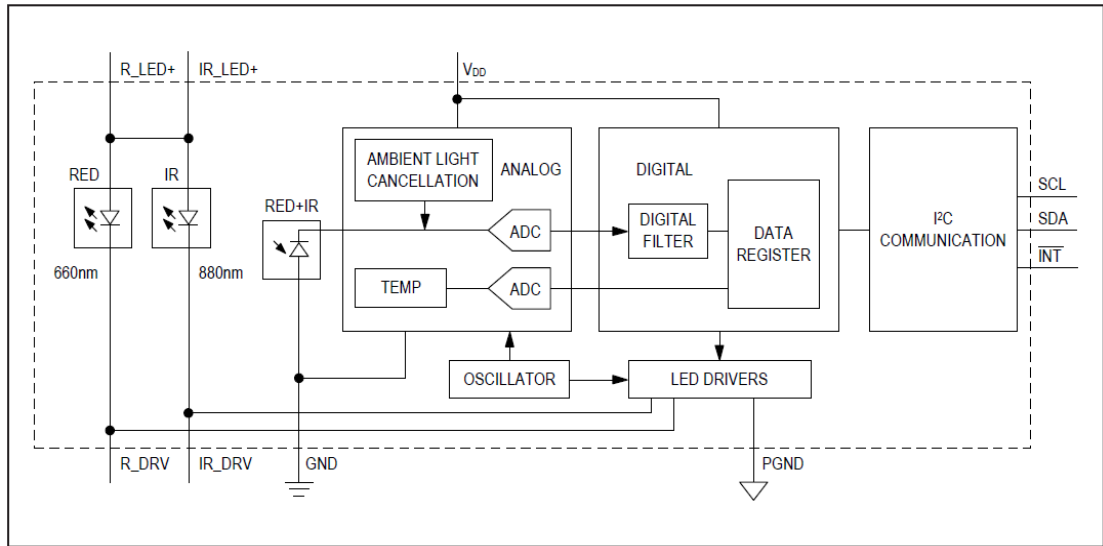 R_LED+
IR_LED+
VDD
RED
IR
660nm
880nm
RED+IR
AMBIENT LIGHT
CANCELLATION
ANALOG
ADC
TEMP
ADC
DIGITAL
DIGITAL
FILTER
DATA
REGISTER
I²C
COMMUNICATION
SCL
SDA
INT
OSCILLATOR
LED DRIVERS
R_DRV
IR_DRV
GND
PGND